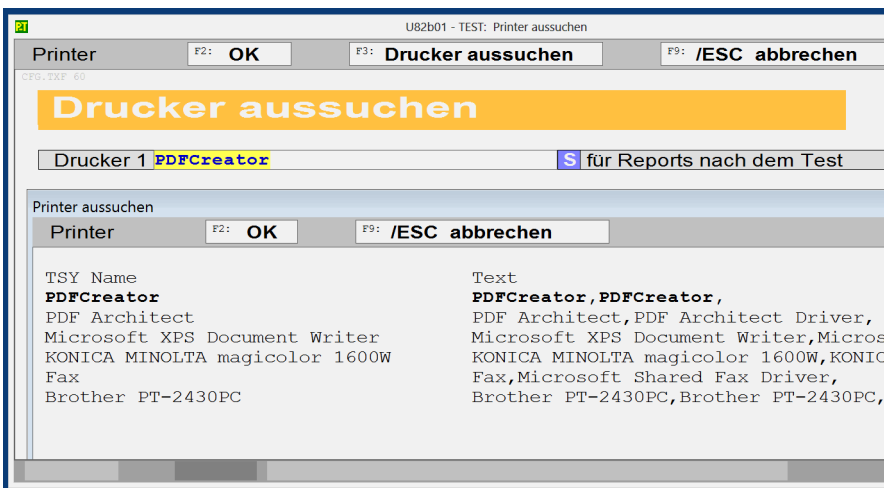 PT U82b01 - TEST: Printer aussuchen
Printer F2: OK F3: Drucker aussuchen F9: /ESC abbrechen
CFG.TXF 60
Drucker aussuchen
Drucker 1 PDFCreator S für Reports nach dem Test
Printer aussuchen
Printer F2: OK F9: /ESC abbrechen
TSY Name Text
PDFCreator PDFCreator,PDFCreator,
PDF Architect PDF Architect,PDF Architect Driver,
Microsoft XPS Document Writer Microsoft XPS Document Writer,Micros
KONICA MINOLTA magicolor 1600W KONICA MINOLTA magicolor 1600W,KONIC
Fax Fax,Microsoft Shared Fax Driver,
Brother PT-2430PC Brother PT-2430PC,Brother PT-2430PC,